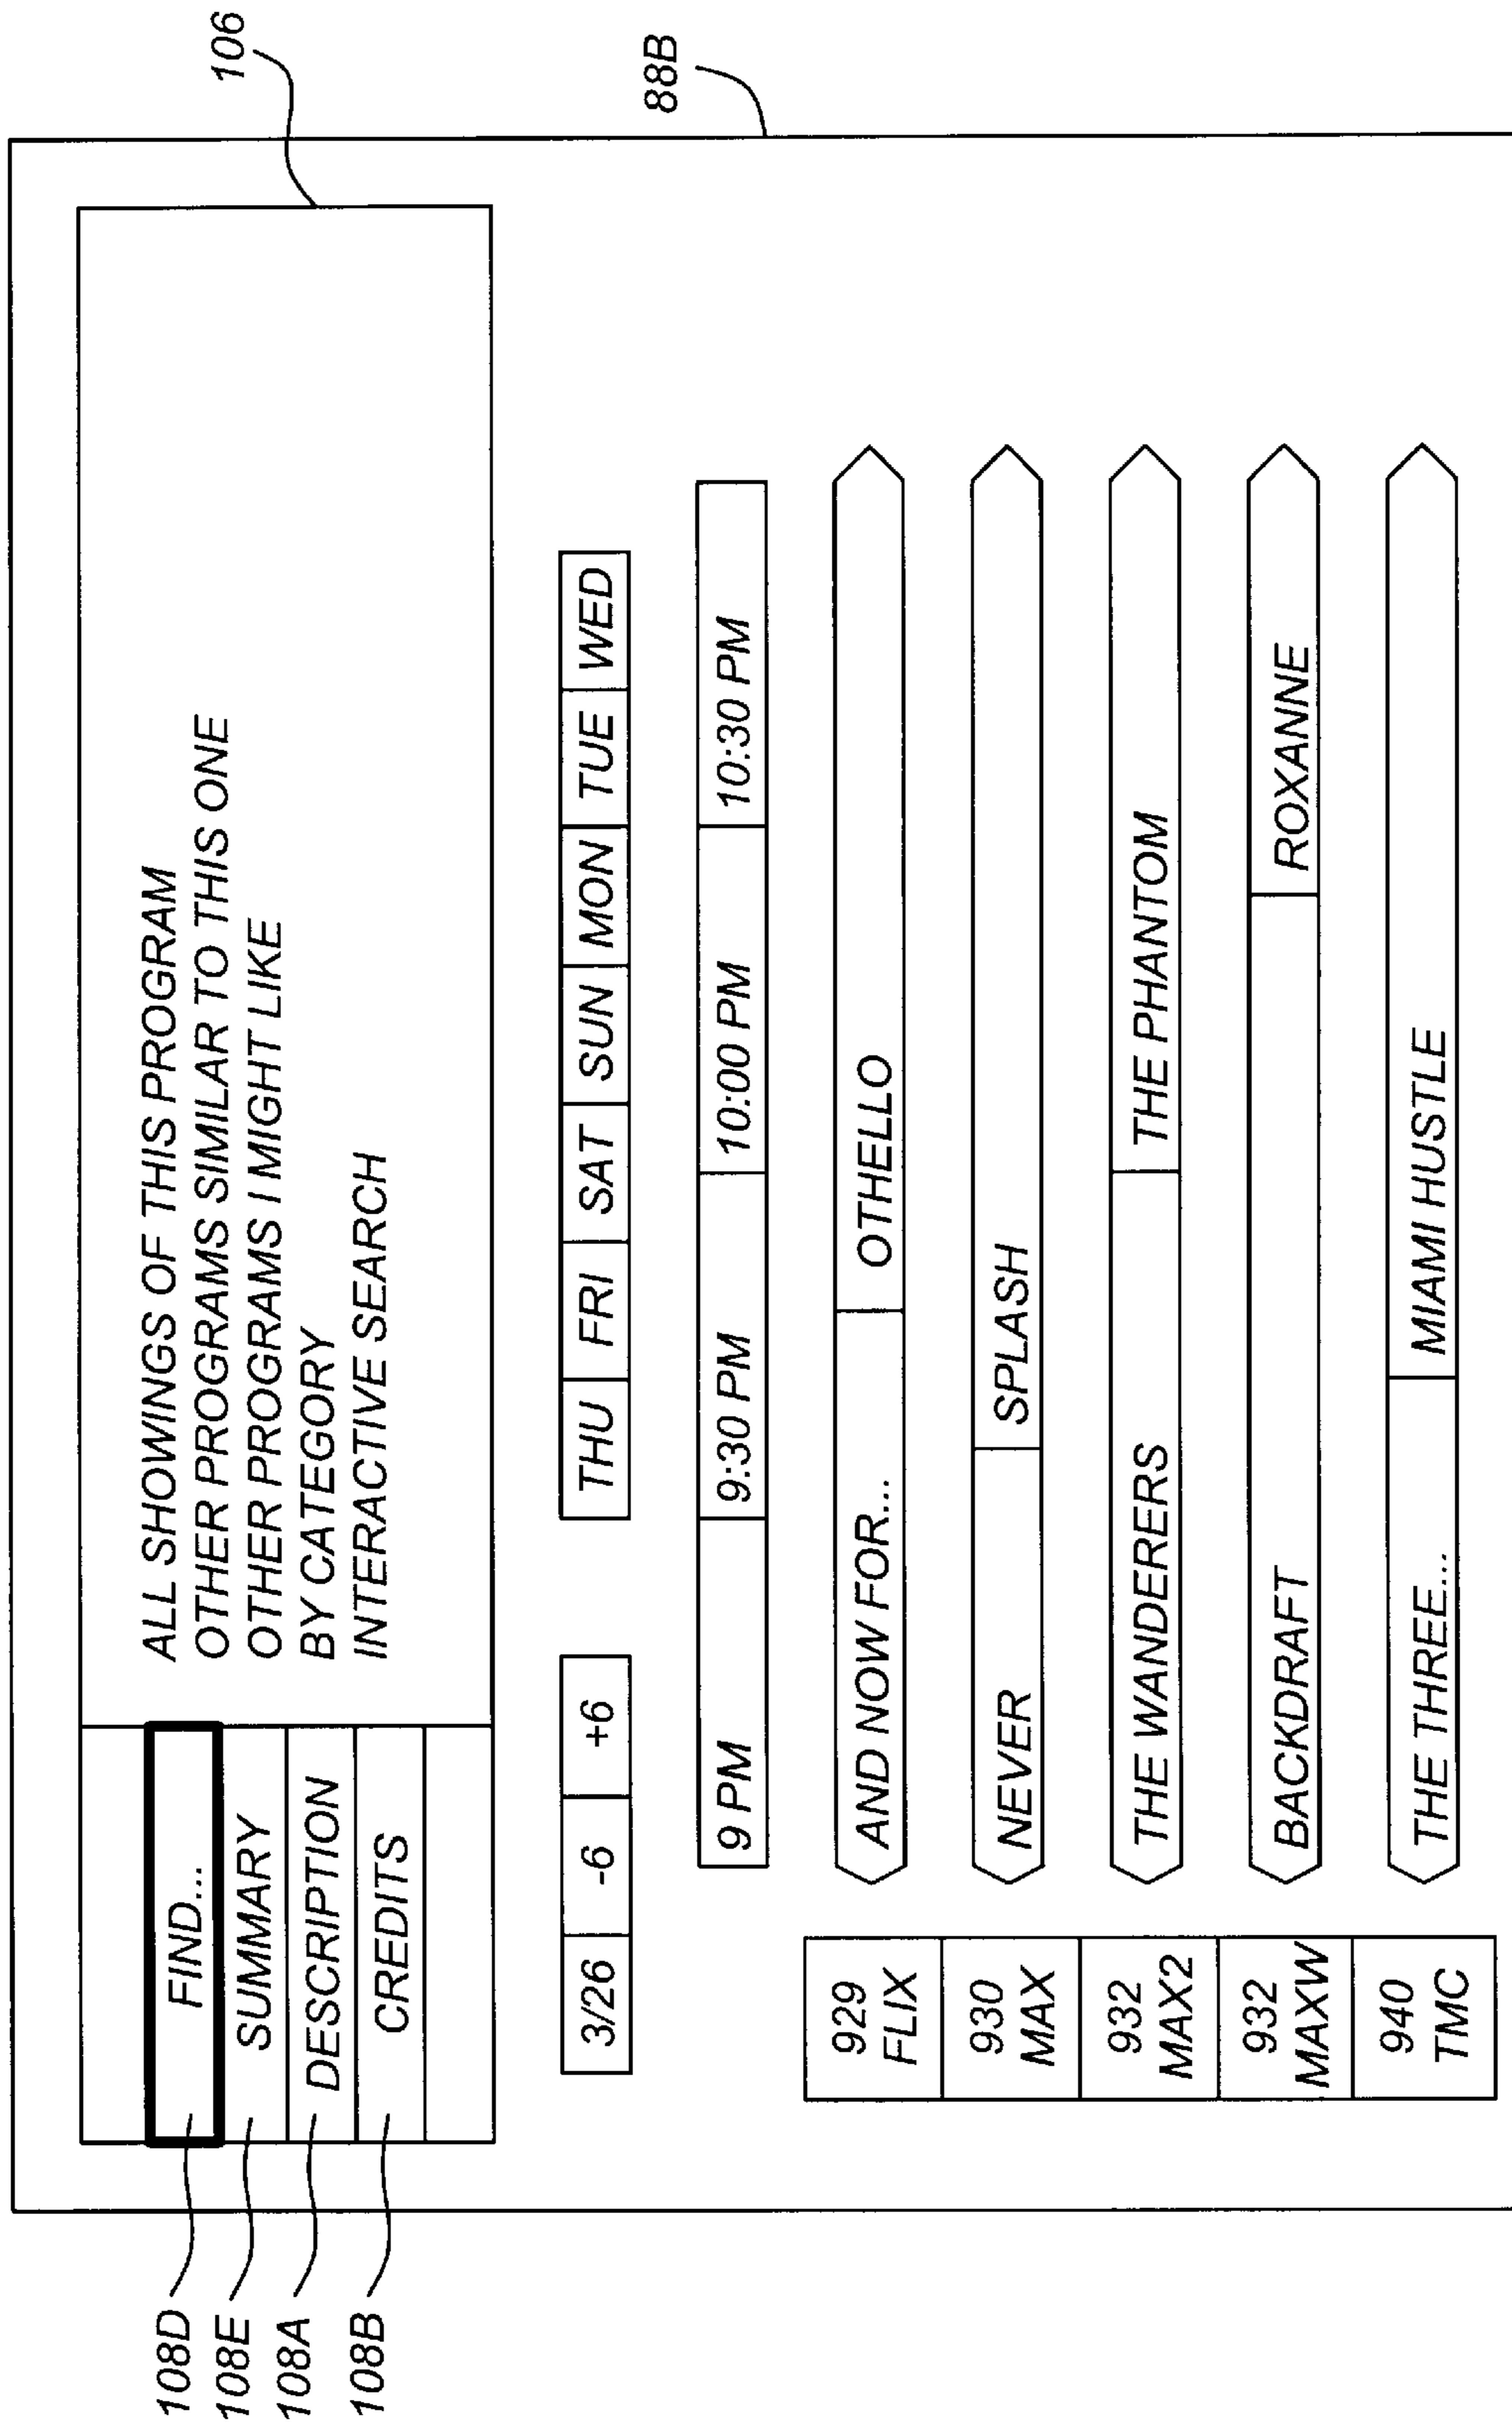 106
88B
108D
108E
108A
108B
FIND...
SUMMARY
DESCRIPTION
CREDITS
ALL SHOWINGS OF THIS PROGRAM
OTHER PROGRAMS SIMILAR TO THIS ONE
OTHER PROGRAMS I MIGHT LIKE
BY CATEGORY
INTERACTIVE SEARCH
3/26 -6 +6 THU FRI SAT SUN MON TUE WED
9 PM 9:30 PM 10:00 PM 10:30 PM
929
FLIX
AND NOW FOR... OTHELLO
930
MAX
NEVER SPLASH
932
MAX2
THE WANDERERS THE PHANTOM
932
MAXW
BACKDRAFT ROXANNE
940
TMC
THE THREE... MIAMI HUSTLE